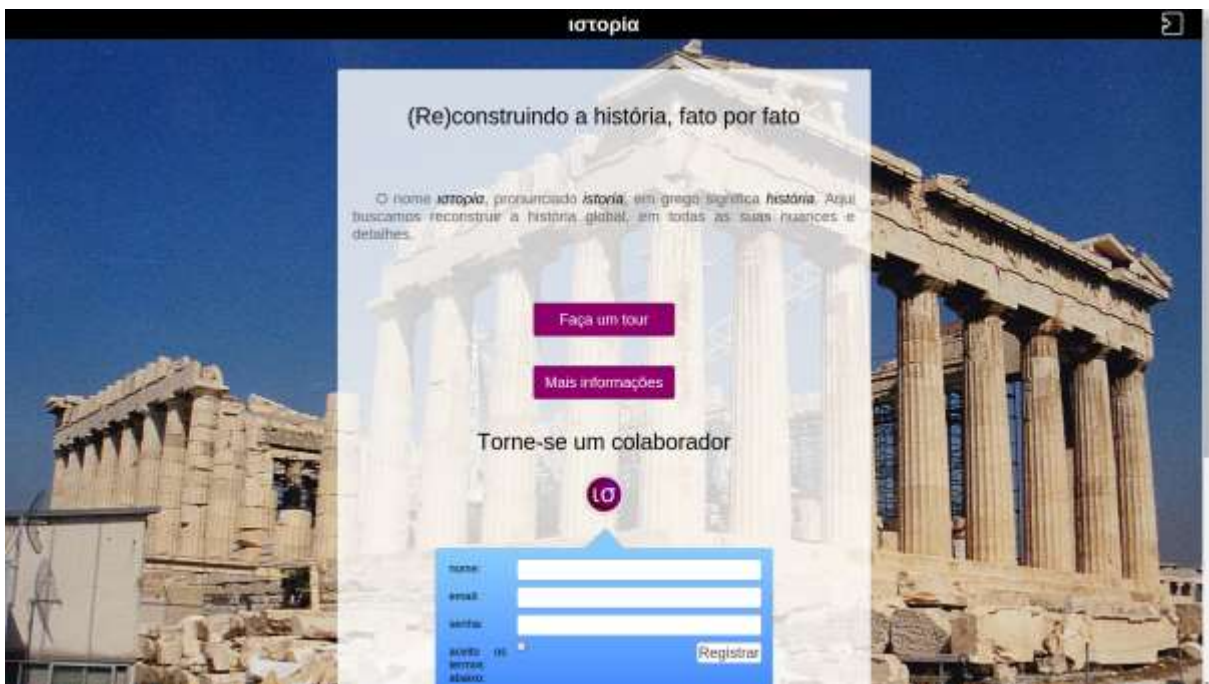 ιστορία
(Re)construindo a história, fato por fato
O nome ιστορία, pronunciado istoria, em grego significa história. Aqui
buscamos reconstruir a história global, em todas as suas nuances e
detalhes.
Faça um tour
Mais informações
Torne-se um colaborador
ισ
nome:
email:
senha:
aceito os
termos
abaixo:
Registrar